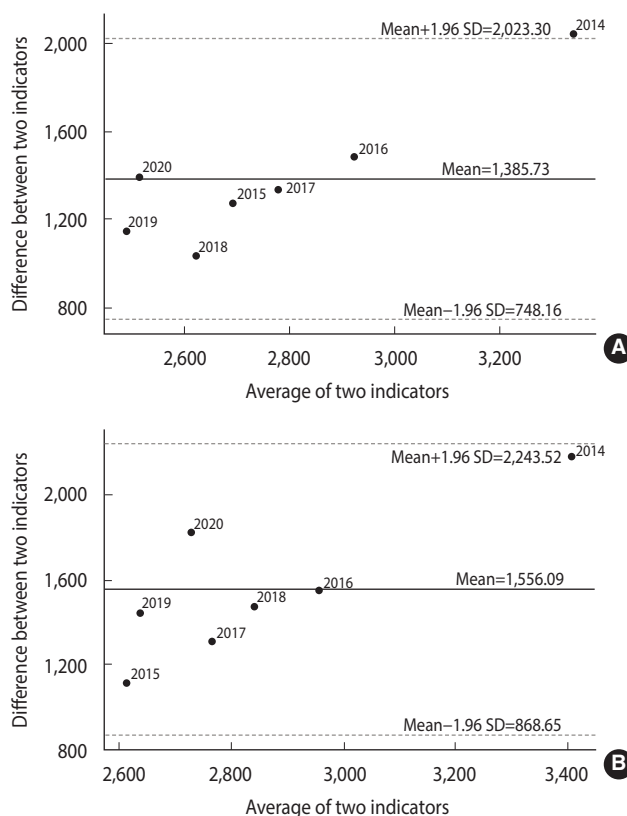 Mean+1.96 SD=2,023.30
2014
2,000
1,600
2016
2020
Mean=1,385.73
2015
2017
1,200
2019
2018
800
Mean−1.96 SD=748.16
2,600
2,800
3,000
3,200
Average of two indicators
Difference between two indicators
A
Mean+1.96 SD=2,243.52
2014
2,000
2020
1,600
Mean=1,556.09
2016
2019
2018
2017
1,200
2015
Mean−1.96 SD=868.65
800
2,600
2,800
3,000
3,200
3,400
Average of two indicators
Difference between two indicators
B